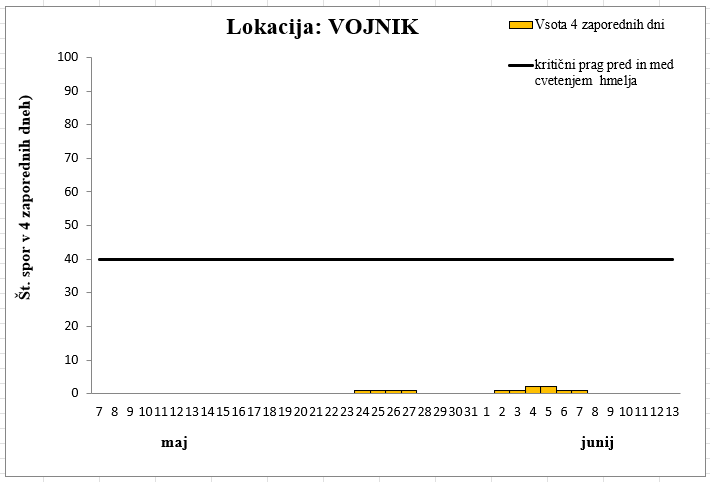 Lokacija: VOJNIK
Vsota 4 zaporednih dni
kritični prag pred in med
cvetenjem hmelja
Št. spor v 4 zaporednih dneh)
100
90
80
70
60
50
40
30
20
10
0
7 8 9 10 11 12 13 14 15 16 17 18 19 20 21 22 23 24 25 26 27 28 29 30 31 1 2 3 4 5 6 7 8 9 10 11 12 13
maj junij